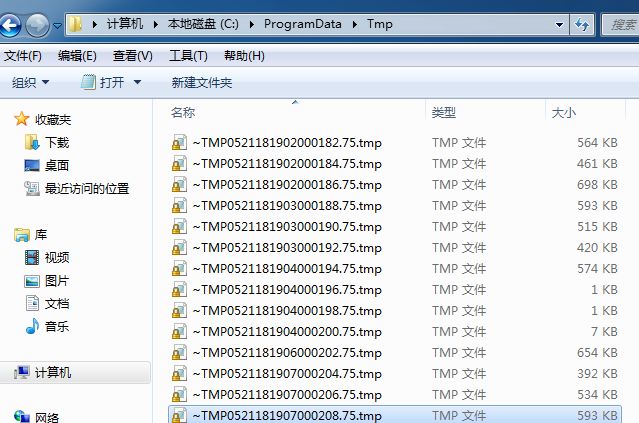 计算机 本地磁盘 (C:) ProgramData Tmp 搜索
文件(F) 编辑(E) 查看(V) 工具(T) 帮助(H)
组织 打开 新建文件夹
名称 类型 大小
收藏夹
下载
桌面
最近访问的位置
库
视频
图片
文档
音乐
计算机
网络
~TMP0521181902000182.75.tmp TMP 文件 564 KB
~TMP0521181902000184.75.tmp TMP 文件 461 KB
~TMP0521181902000186.75.tmp TMP 文件 698 KB
~TMP0521181903000188.75.tmp TMP 文件 593 KB
~TMP0521181903000190.75.tmp TMP 文件 515 KB
~TMP0521181903000192.75.tmp TMP 文件 420 KB
~TMP0521181904000194.75.tmp TMP 文件 574 KB
~TMP0521181904000196.75.tmp TMP 文件 1 KB
~TMP0521181904000198.75.tmp TMP 文件 1 KB
~TMP0521181904000200.75.tmp TMP 文件 7 KB
~TMP0521181906000202.75.tmp TMP 文件 654 KB
~TMP0521181907000204.75.tmp TMP 文件 392 KB
~TMP0521181907000206.75.tmp TMP 文件 534 KB
~TMP0521181907000208.75.tmp TMP 文件 593 KB